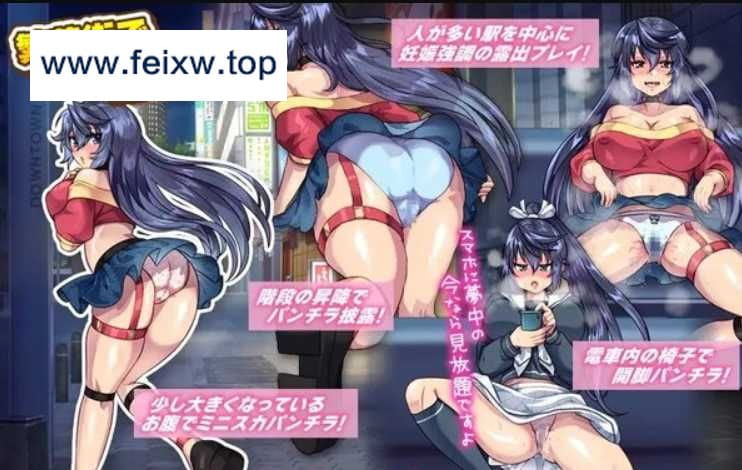 www.feixw.top
人が多い駅を中心に
妊娠強調の露出プレイ!
DOWNTOWN
階段の昇降で
パンチラ披露!
スマホに夢中の
今なら見放題ですよ
電車内の椅子で
開脚パンチラ!
少し大きくなっている
お腹でミニスカパンチラ!